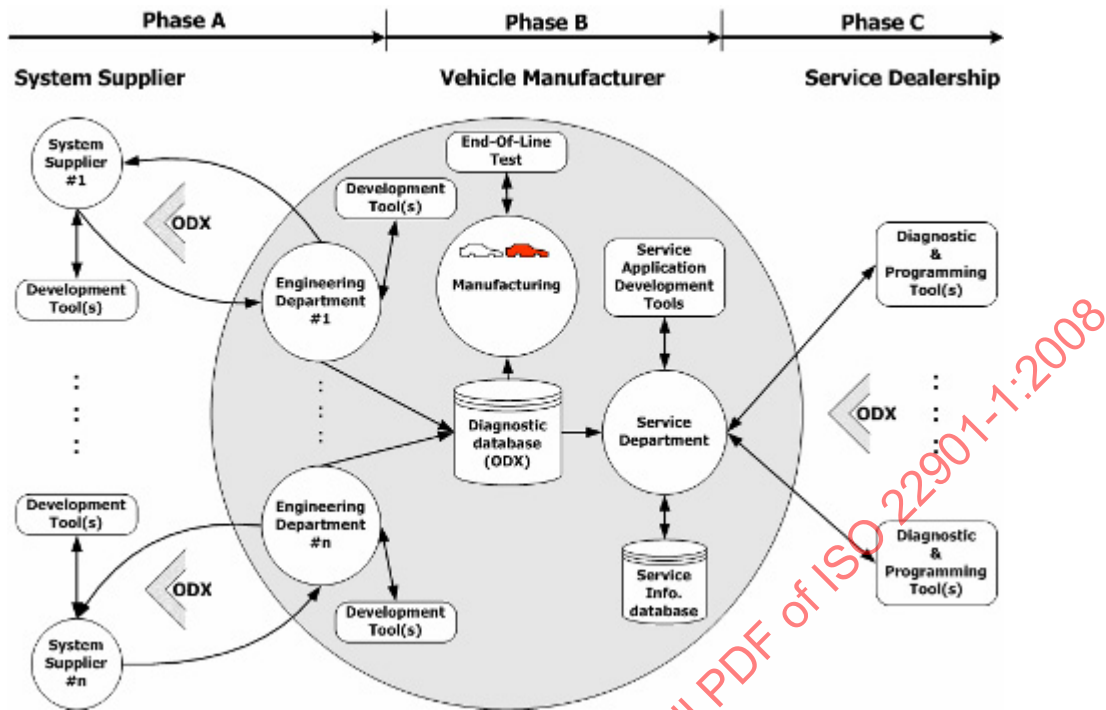 Phase A
Phase B
Phase C
System Supplier
Vehicle Manufacturer
Service Dealership
System
Supplier
#1
ODX
Development
Tool(s)
End-Of-Line
Test
Development
Tool(s)
Engineering
Department
#1
Manufacturing
Service
Application
Development
Tools
Diagnostic
&
Programming
Tool(s)
Diagnostic
database
(ODX)
Service
Department
ODX
Development
Tool(s)
Engineering
Department
#n
ODX
Development
Tool(s)
Service
Info.
database
Diagnostic
&
Programming
Tool(s)
System
Supplier
#n
PDF of ISO 22901-1:2008